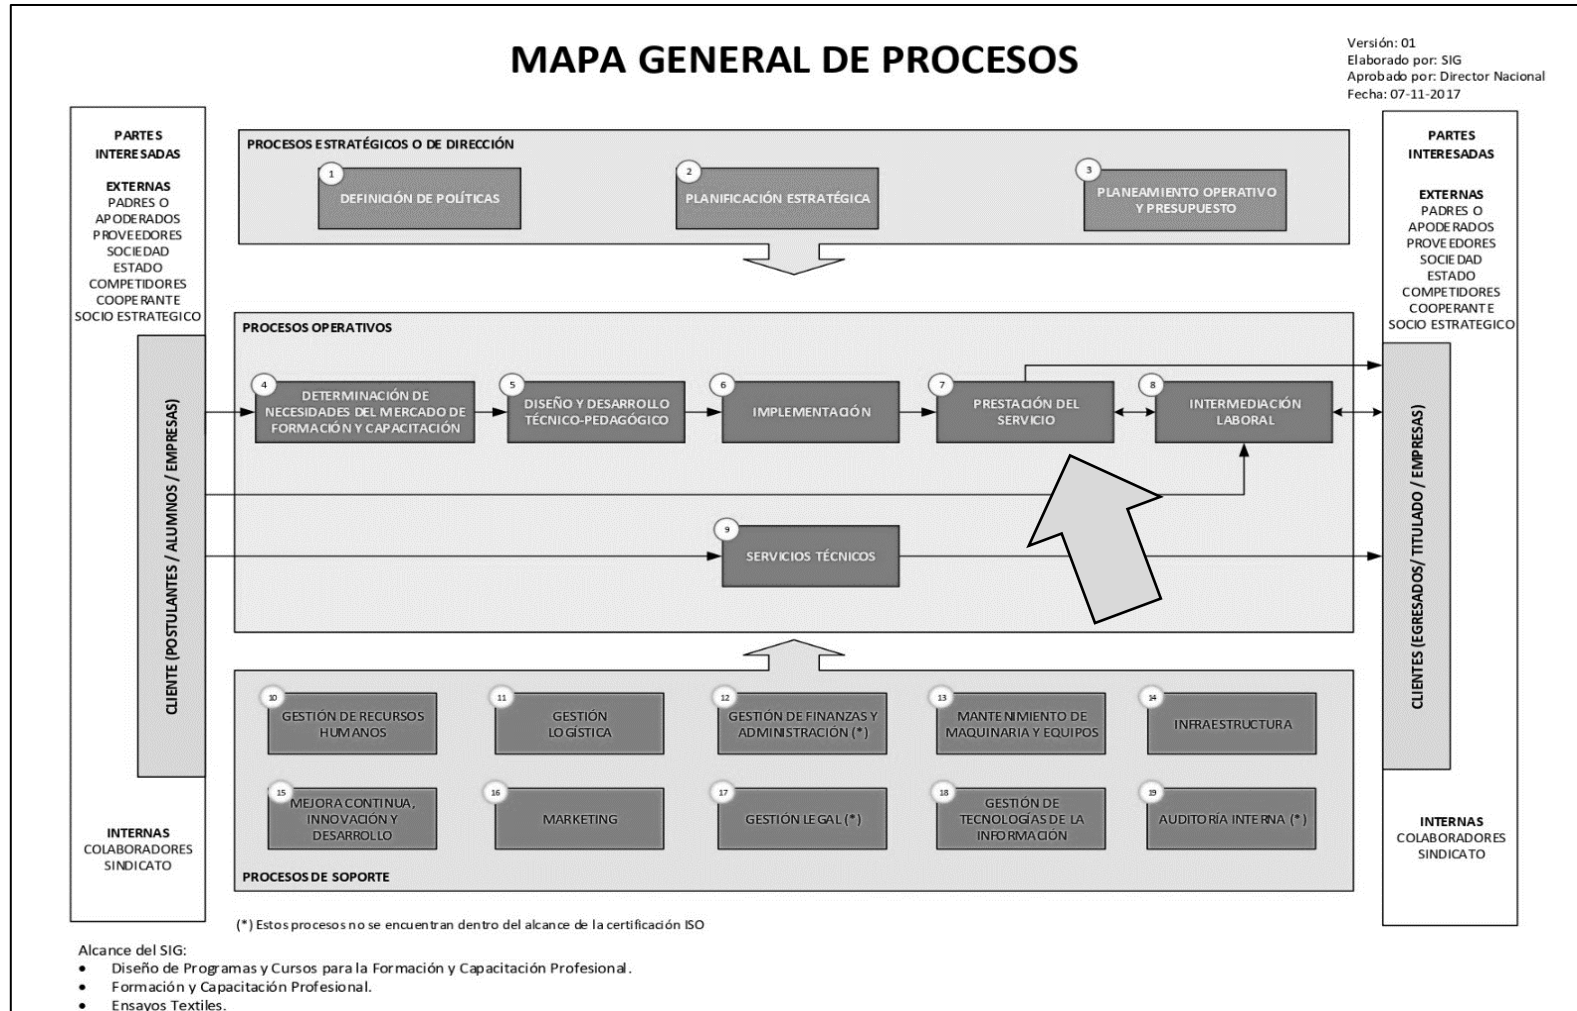 MAPA GENERAL DE PROCESOS
Versión: 01
Elaborado por: SIG
Aprobado por: Director Nacional
Fecha: 07-11-2017
PARTES
INTERESADAS
EXTERNAS
PADRES O
APODERADOS
PROVEEDORES
SOCIEDAD
ESTADO
COMPETIDORES
COOPERANTE
SOCIO ESTRATEGICO
CLIENTE (POSTULANTES / ALUMNOS / EMPRESAS)
INTERNAS
COLABORADORES
SINDICATO
PROCESOS ESTRATÉGICOS O DE DIRECCIÓN
1
DEFINICIÓN DE POLÍTICAS
2
PLANIFICACIÓN ESTRATÉGICA
3
PLANEAMIENTO OPERATIVO
Y PRESUPUESTO
PROCESOS OPERATIVOS
4
DETERMINACIÓN DE
NECESIDADES DEL MERCADO DE
FORMACIÓN Y CAPACITACIÓN
5
DISEÑO Y DESARROLLO
TÉCNICO-PEDAGÓGICO
6
IMPLEMENTACIÓN
7
PRESTACIÓN DEL
SERVICIO
8
INTERMEDIACIÓN
LABORAL
9
SERVICIOS TÉCNICOS
10
GESTIÓN DE RECURSOS
HUMANOS
11
GESTIÓN
LOGÍSTICA
12
GESTIÓN DE FINANZAS Y
ADMINISTRACIÓN (*)
13
MANTENIMIENTO DE
MAQUINARIA Y EQUIPOS
14
INFRAESTRUCTURA
15
MEJORA CONTINUA,
INNOVACIÓN Y
DESARROLLO
16
MARKETING
17
GESTIÓN LEGAL (*)
18
GESTIÓN DE
TECNOLOGÍAS DE LA
INFORMACIÓN
19
AUDITORÍA INTERNA (*)
PROCESOS DE SOPORTE
PARTES
INTERESADAS
EXTERNAS
PADRES O
APODERADOS
PROVEEDORES
SOCIEDAD
ESTADO
COMPETIDORES
COOPERANTE
SOCIO ESTRATEGICO
CLIENTES (EGRESADOS/ TITULADO / EMPRESAS)
INTERNAS
COLABORADORES
SINDICATO
(*) Estos procesos no se encuentran dentro del alcance de la certificación ISO
Alcance del SIG:
• Diseño de Programas y Cursos para la Formación y Capacitación Profesional.
• Formación y Capacitación Profesional.
• Ensayos Textiles.